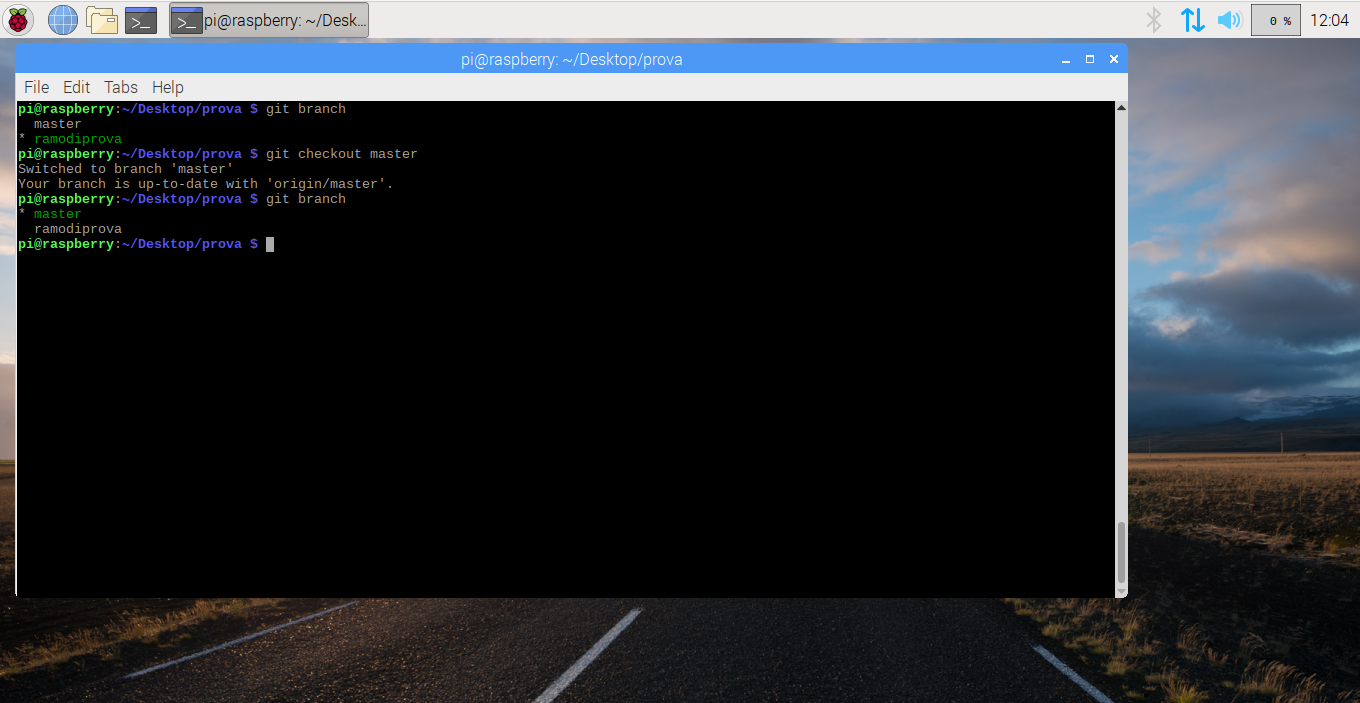 pi@raspberry: ~/Desk...
0 %
12:04
pi@raspberry: ~/Desktop/prova
File Edit Tabs Help
pi@raspberry:~/Desktop/prova $ git branch
  master
* ramodiprova
pi@raspberry:~/Desktop/prova $ git checkout master
Switched to branch 'master'
Your branch is up-to-date with 'origin/master'.
pi@raspberry:~/Desktop/prova $ git branch
* master
  ramodiprova
pi@raspberry:~/Desktop/prova $